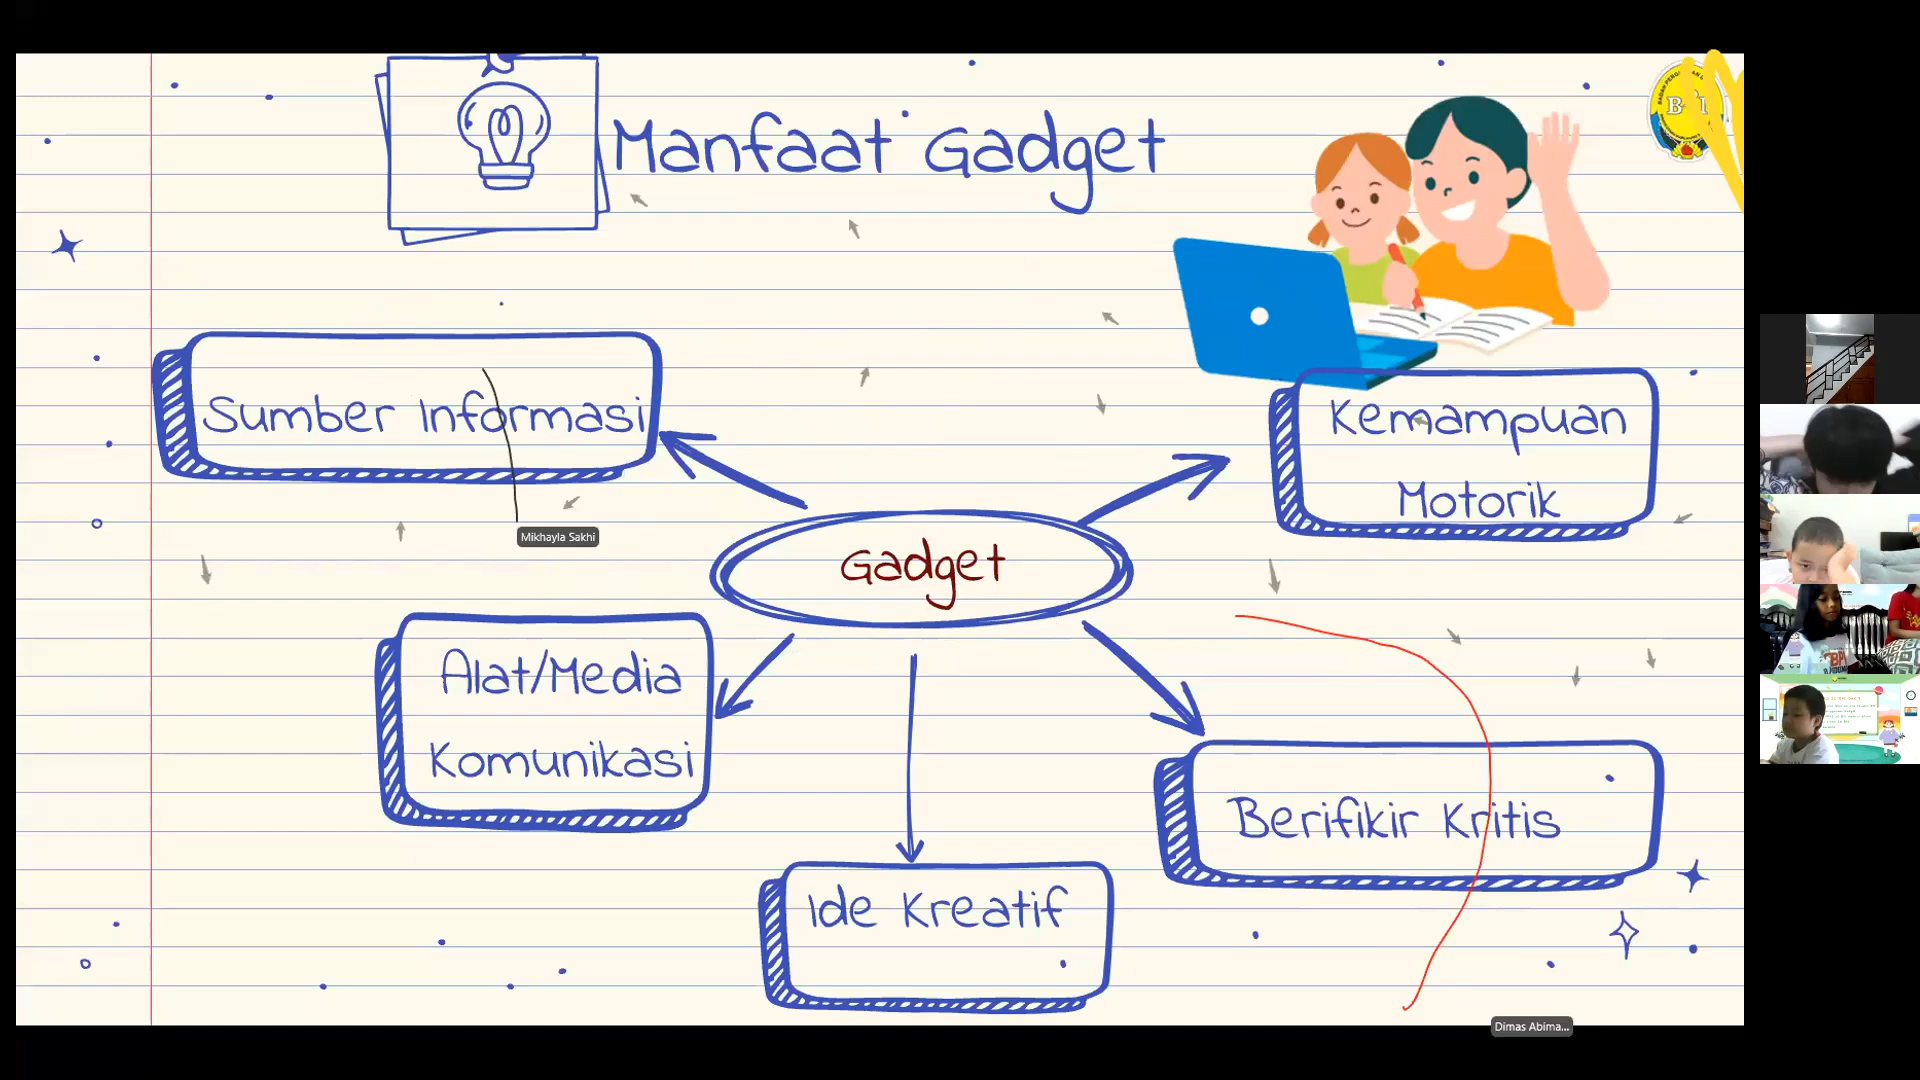 Manfaat Gadget
Sumber Informasi
Kemampuan
Motorik
Mikhayla Sakhi
Gadget
Alat/Media
Komunikasi
Berifikir Kritis
Ide Kreatif
Dimas Abima...